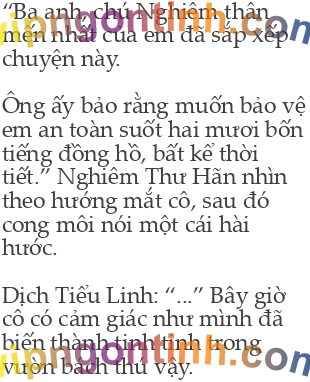 “Ba anh, chú Nghiêm thân
mến nhất của em đã sắp xếp
chuyện này.
Ông ấy bảo rằng muốn bảo vệ
em an toàn suốt hai mươi bốn
tiếng đồng hồ, bất kể thời
tiết.” Nghiêm Thư Hãn nhìn
theo hướng mắt cô, sau đó
cong môi nói một cái hài
hước.
Dịch Tiểu Linh: “...” Bây giờ
cô có cảm giác như mình đã
biến thành tinh tinh trong
vườn bách thú vậy.
vipngontinh.com
vipngontinh.com